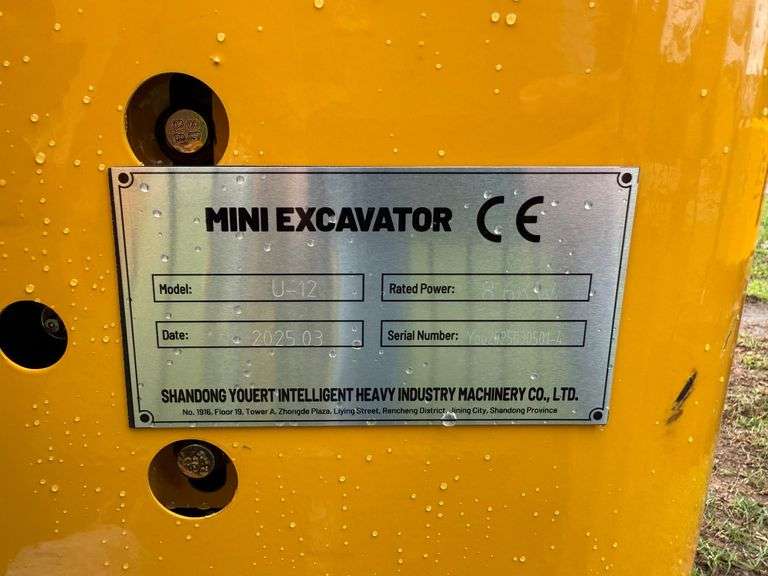 MINI EXCAVATOR CE
Model: U-12
Rated Power:
Date: 2025.03
Serial Number:
SHANDONG YOUERT INTELLIGENT HEAVY INDUSTRY MACHINERY CO., LTD.
No. 1916, Floor 19, Tower A, Zhongde Plaza, Liying Street, Rencheng District, Jining City, Shandong Province